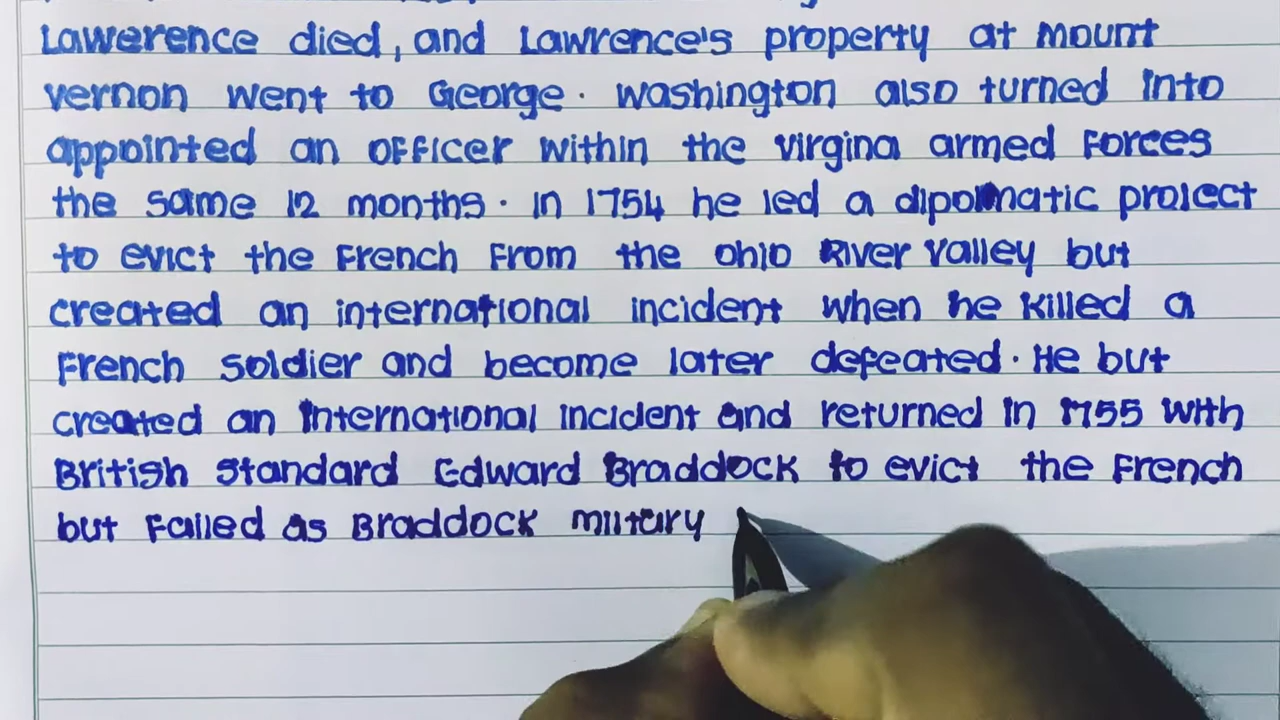 Lawerence died, and Lawrence's property at mount
vernon went to George. Washington also turned into
appointed an officer within the virgina armed Forces
the same 12 months. In 1754 he led a dipolmatic proiect
to evict the French From the Ohio River Valley but
created an international incident when he killed a
French soldier and become later defeated. He but
created an International incident and returned in 1755 with
British Standard Edward Braddock to evict the French
but Failed as Braddock miltary